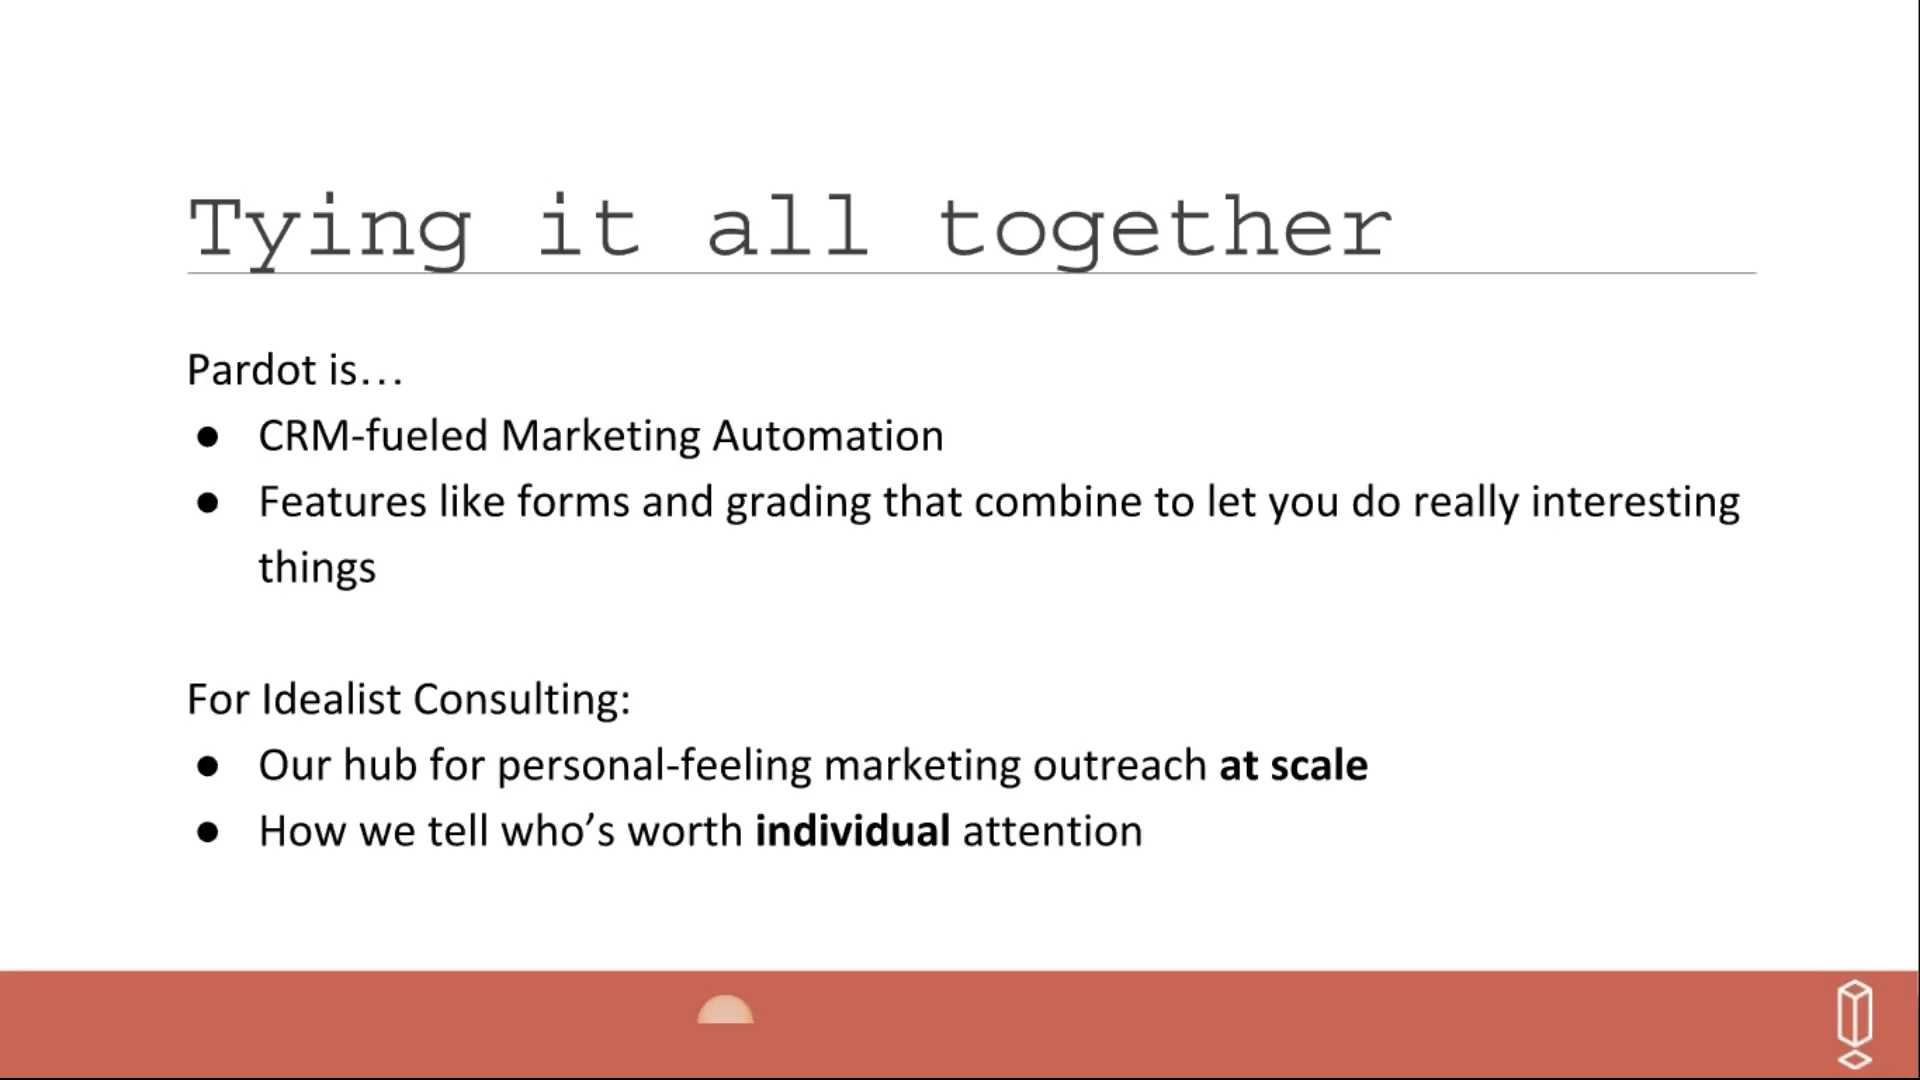 Tying it all together
Pardot is…
● CRM-fueled Marketing Automation
● Features like forms and grading that combine to let you do really interesting
things
For Idealist Consulting:
● Our hub for personal-feeling marketing outreach at scale
● How we tell who’s worth individual attention